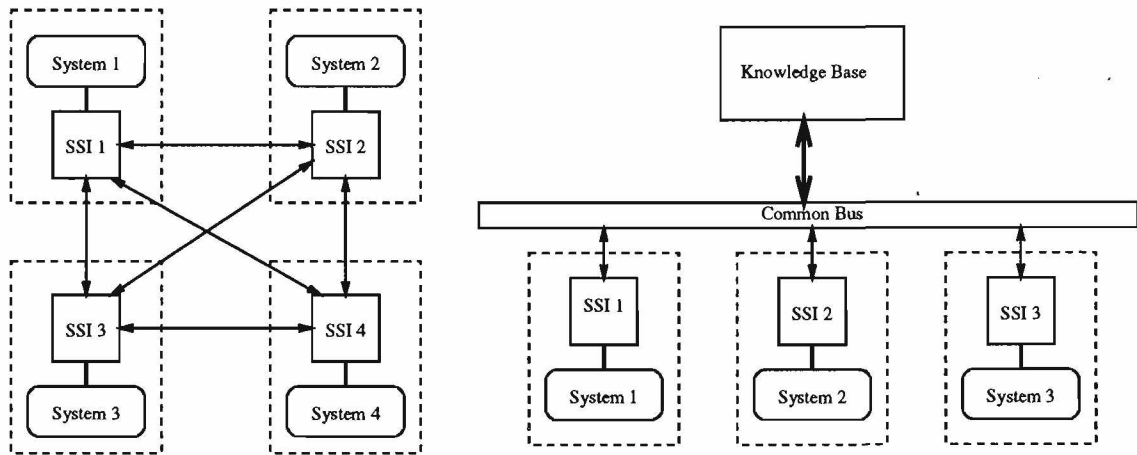 System 1
System 2
SSI 1
SSI 2
SSI 3
SSI 4
System 3
System 4
Knowledge Base
Common Bus
SSI 1
SSI 2
SSI 3
System 1
System 2
System 3